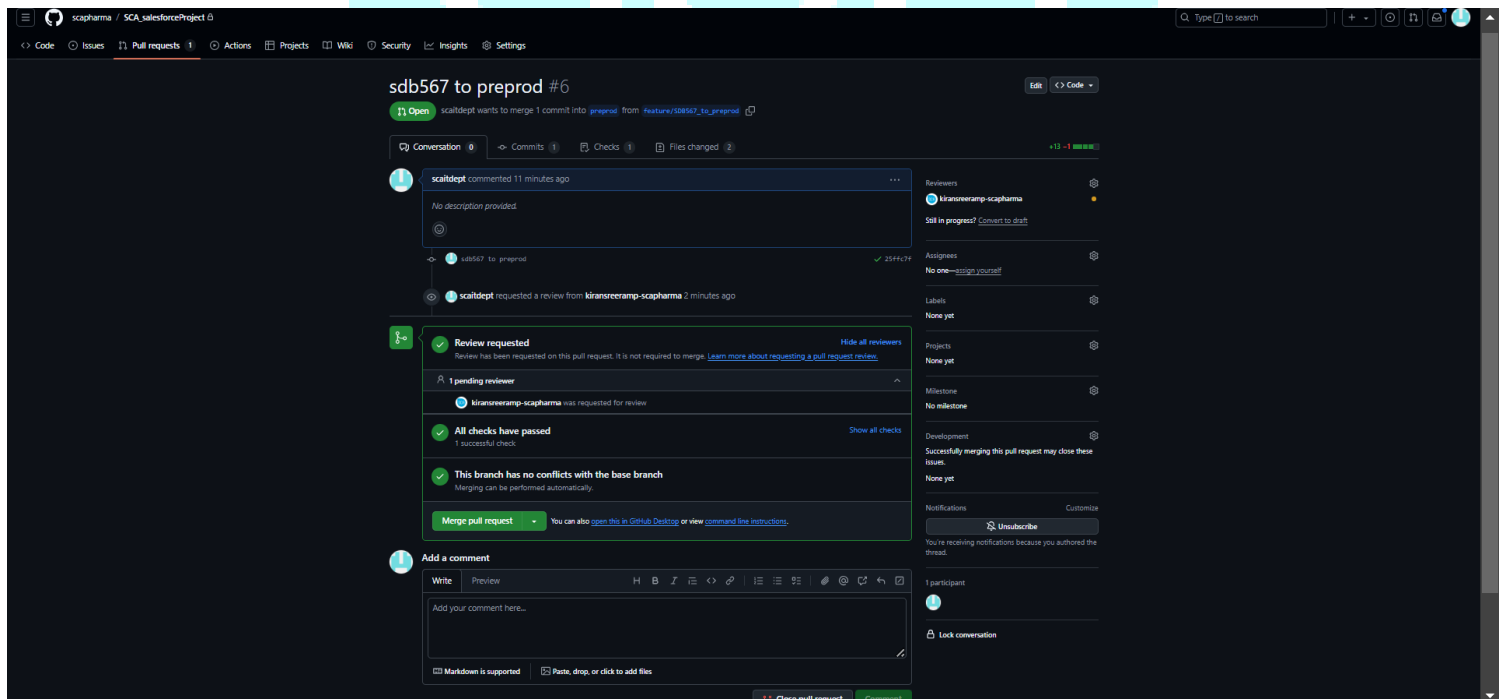 scapharma / SCA_salesforceProject
Type / to search
Code Issues Pull requests 1 Actions Projects Wiki Security Insights Settings
sdb567 to preprod #6
Edit
Code
Open
scaitdept wants to merge 1 commit into preprod from feature/SDB567_to_preprod
Conversation 0 Commits 1 Checks 1 Files changed 2
+13 −1
scaitdept commented 11 minutes ago
No description provided.
sdb567 to preprod
25ffc7f
scaitdept requested a review from kiransreeramp-scapharma 2 minutes ago
Review requested
Hide all reviewers
Review has been requested on this pull request. It is not required to merge. Learn more about requesting a pull request review.
1 pending reviewer
kiransreeramp-scapharma was requested for review
All checks have passed
Show all checks
1 successful check
This branch has no conflicts with the base branch
Merging can be performed automatically.
Merge pull request
You can also open this in GitHub Desktop or view command line instructions.
Add a comment
Write Preview
H B I
Add your comment here...
Markdown is supported
Paste, drop, or click to add files
Close pull request
Comment
Reviewers
kiransreeramp-scapharma
Still in progress? Convert to draft
Assignees
No one—assign yourself
Labels
None yet
Projects
None yet
Milestone
No milestone
Development
Successfully merging this pull request may close these
issues.
None yet
Notifications
Customize
Unsubscribe
You're receiving notifications because you authored the
thread.
1 participant
Lock conversation